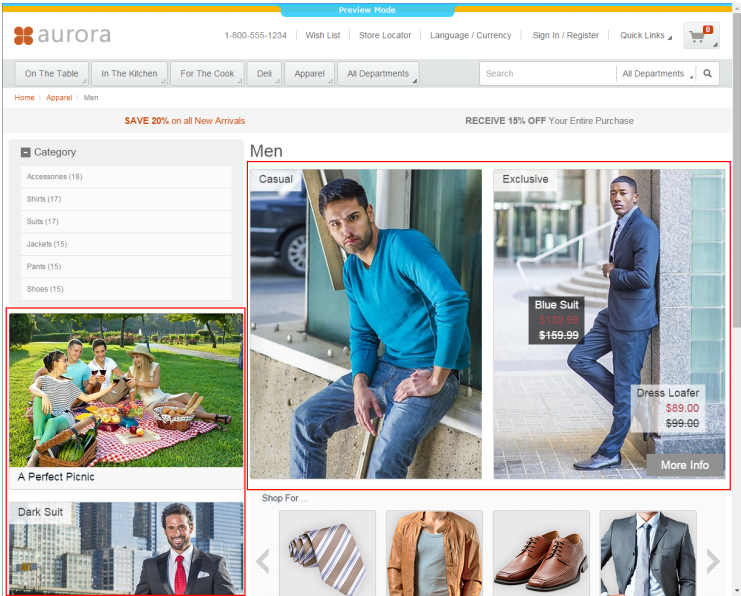 Preview Mode
aurora
1-800-555-1234 Wish List Store Locator Language / Currency Sign In / Register Quick Links 0
On The Table In The Kitchen For The Cook Deli Apparel All Departments Search All Departments
Home \ Apparel \ Men
SAVE 20% on all New Arrivals RECEIVE 15% OFF Your Entire Purchase
Category
Accessories (18)
Shirts (17)
Suits (17)
Jackets (15)
Pants (15)
Shoes (15)
A Perfect Picnic
Dark Suit
Men
Casual
Exclusive
Blue Suit
$139.99
$159.99
Dress Loafer
$89.00
$99.00
More Info
Shop For ...